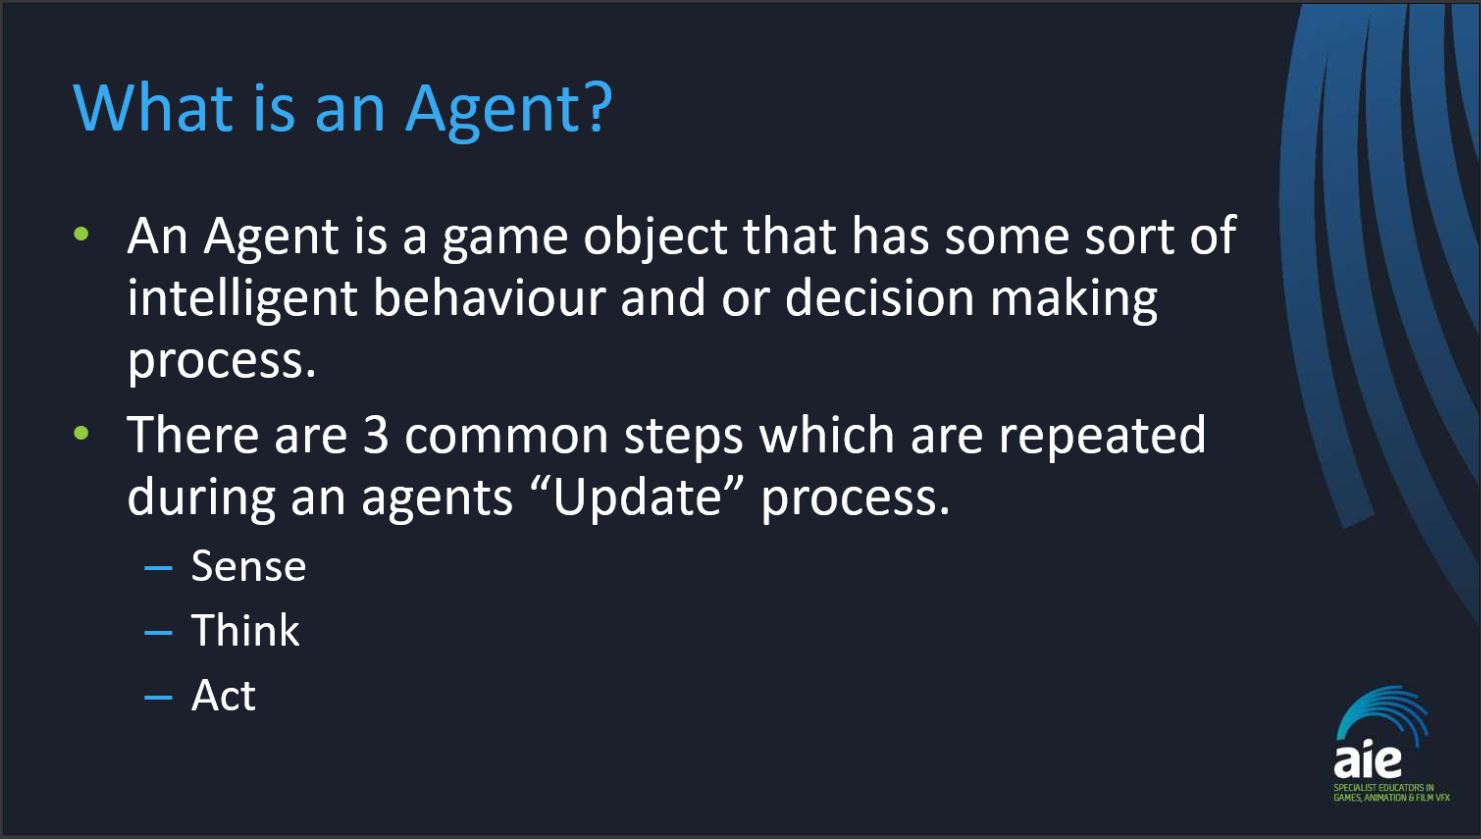 What is an Agent?
• An Agent is a game object that has some sort of
intelligent behaviour and or decision making
process.
• There are 3 common steps which are repeated
during an agents “Update” process.
– Sense
– Think
– Act
aie
SPECIALIST EDUCATORS IN
GAMES, ANIMATION & FILM VFX